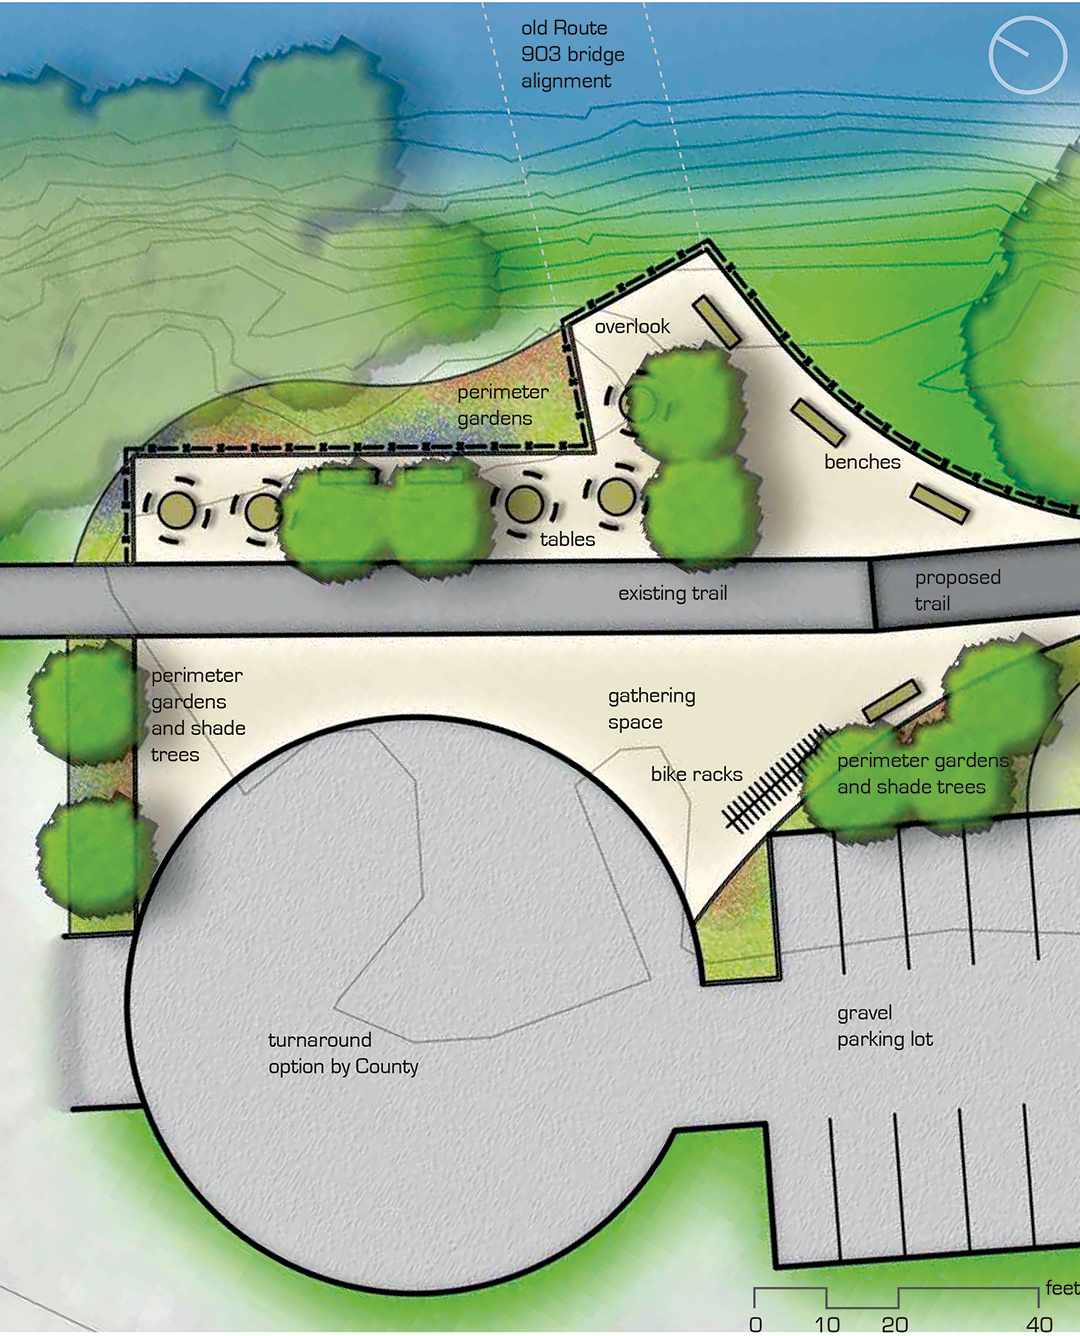 old Route
903 bridge
alignment
overlook
perimeter
gardens
benches
tables
existing trail
proposed
trail
perimeter
gardens
and shade
trees
gathering
space
bike racks
perimeter gardens
and shade trees
gravel
parking lot
turnaround
option by County
feet
0 10 20 40